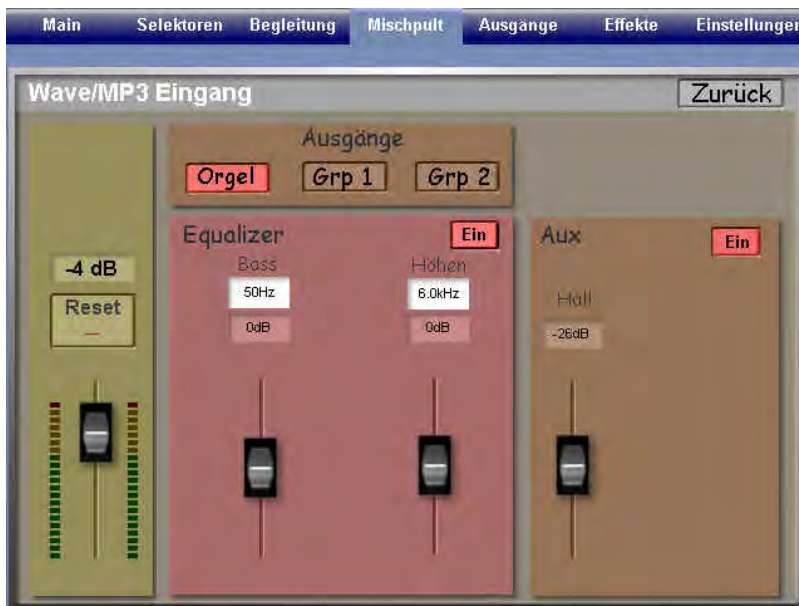 Main Selektoren Begleitung Mischpult Ausgänge Effekte Einstellungen
Wave/MP3 Eingang Zurück
Ausgänge
Orgel Grp 1 Grp 2
Equalizer Ein
Aux Ein
-4 dB
Reset
Bass Höhen
50Hz 6.0kHz
0dB 0dB
Hall
-26dB